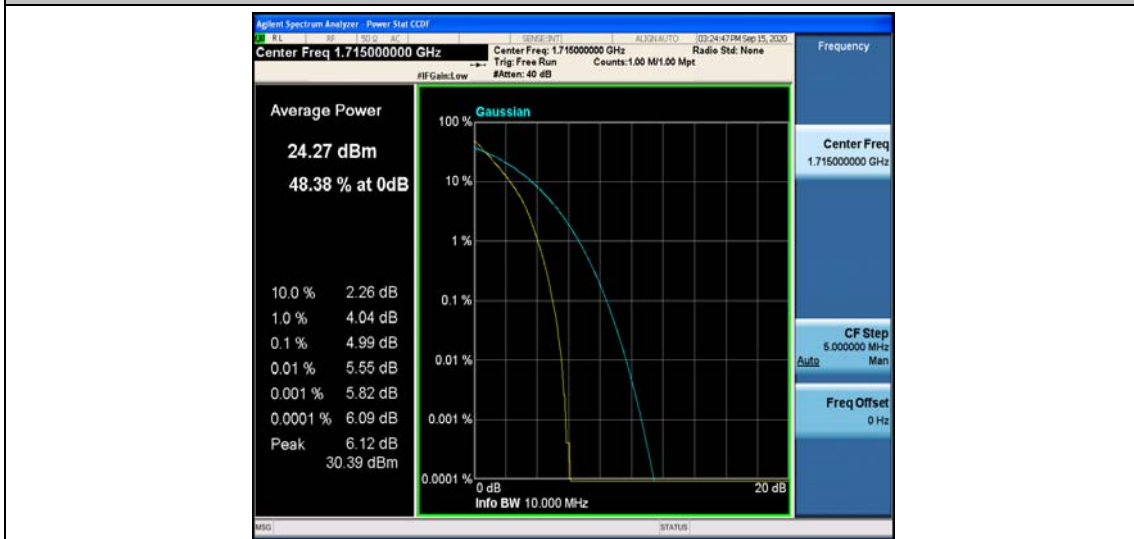 Agilent Spectrum Analyzer - Power Stat CCDF
RL RF 50 Ω AC SENSE:INT ALIGN AUTO 03:24:47 PM Sep 15, 2020
Center Freq 1.715000000 GHz
Center Freq: 1.715000000 GHz Radio Std: None
Trig: Free Run Counts:1.00 M/1.00 Mpt
#IFGain:Low #Atten: 40 dB
Frequency
Average Power
24.27 dBm
48.38 % at 0dB
10.0 % 2.26 dB
1.0 % 4.04 dB
0.1 % 4.99 dB
0.01 % 5.55 dB
0.001 % 5.82 dB
0.0001 % 6.09 dB
Peak 6.12 dB
30.39 dBm
Gaussian
100 %
10 %
1 %
0.1 %
0.01 %
0.001 %
0.0001 %
0 dB 20 dB
Info BW 10.000 MHz
Center Freq
1.715000000 GHz
CF Step
5.000000 MHz
Auto Man
Freq Offset
0 Hz
MSG STATUS